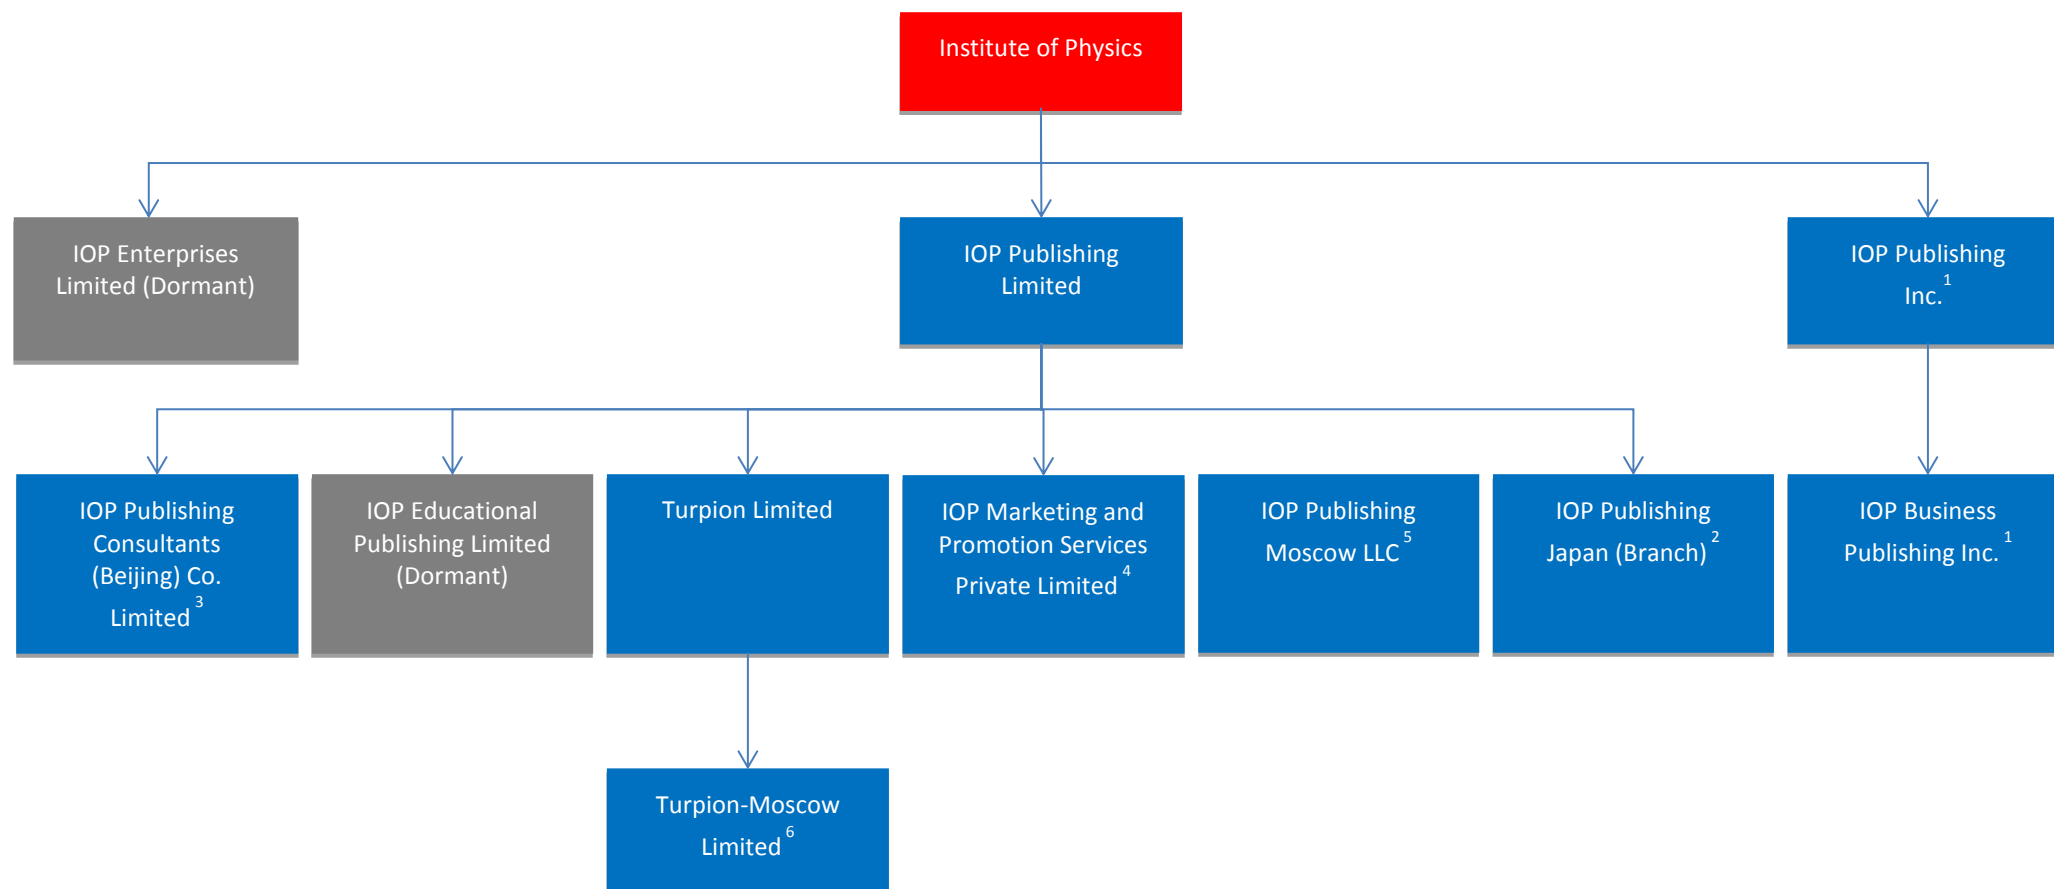 Institute of Physics
IOP Enterprises
Limited (Dormant)
IOP Publishing
Limited
IOP Publishing
Inc. 1
IOP Publishing
Consultants
(Beijing) Co.
Limited 3
IOP Educational
Publishing Limited
(Dormant)
Turpion Limited
IOP Marketing and
Promotion Services
Private Limited 4
IOP Publishing
Moscow LLC 5
IOP Publishing
Japan (Branch) 2
IOP Business
Publishing Inc. 1
Turpion-Moscow
Limited 6